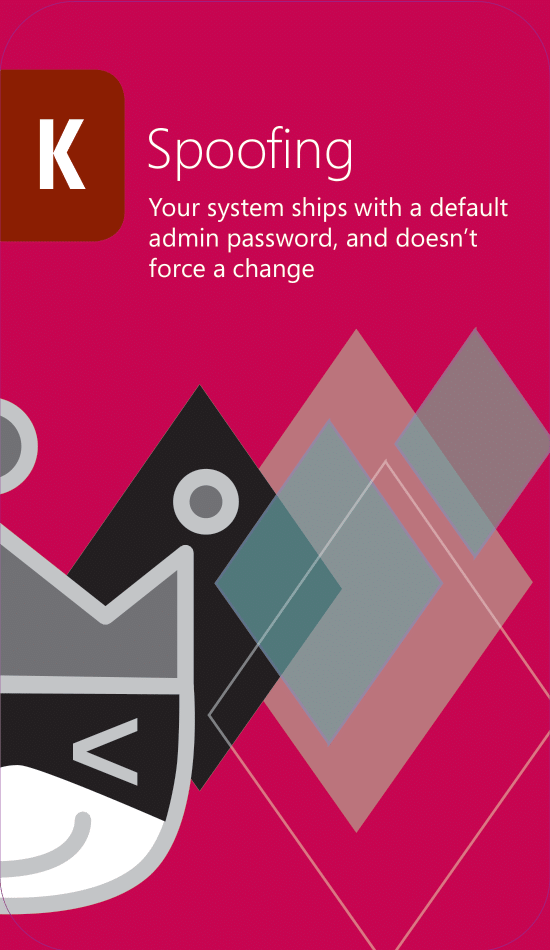 K
Spoofing
Your system ships with a default
admin password, and doesn’t
force a change